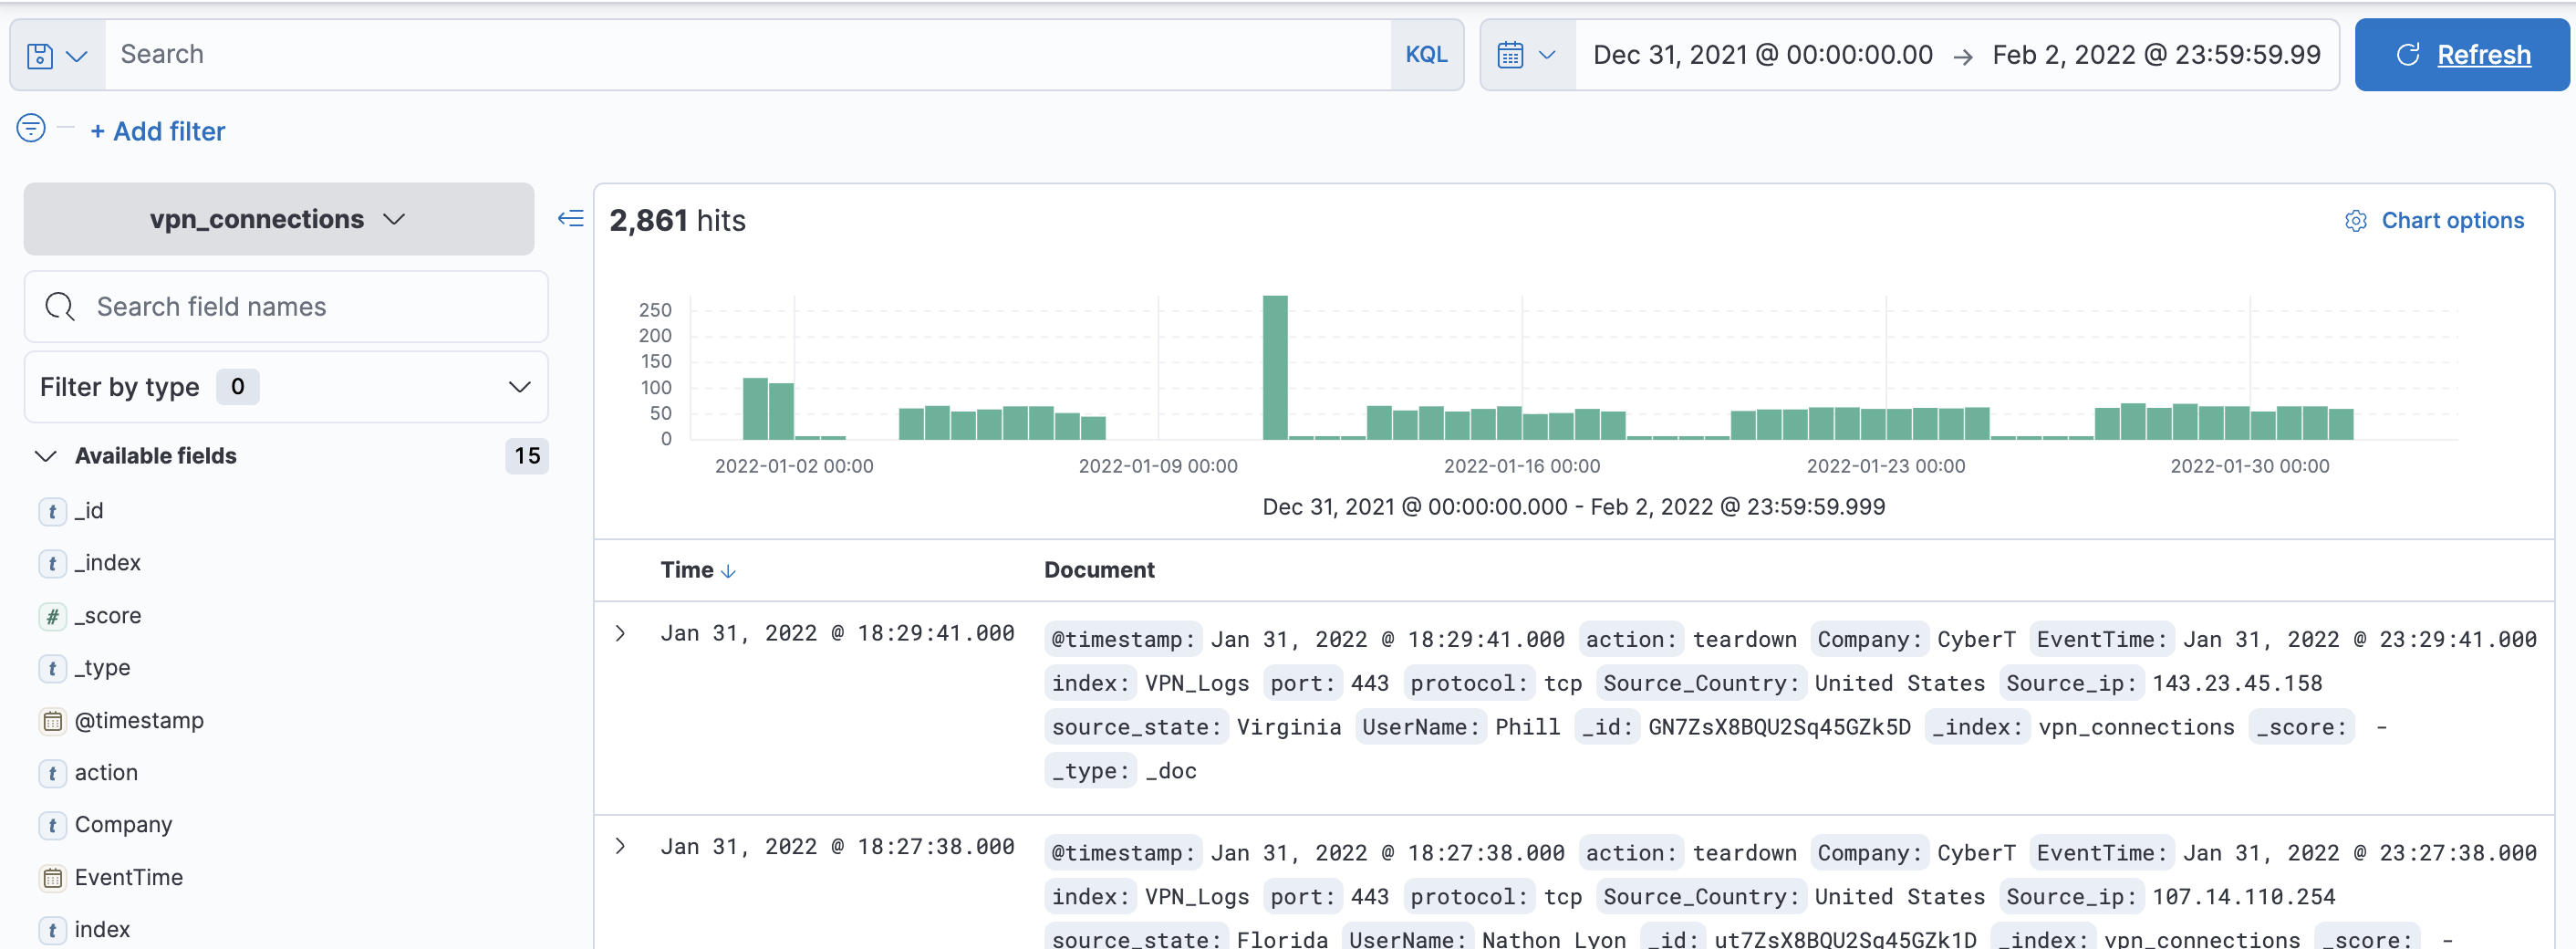 Search KQL Dec 31, 2021 @ 00:00:00.00 → Feb 2, 2022 @ 23:59:59.99 Refresh
+ Add filter
vpn_connections
Search field names
Filter by type 0
Available fields 15
t _id
t _index
# _score
t _type
@timestamp
t action
t Company
EventTime
t index
2,861 hits Chart options
250
200
150
100
50
0
2022-01-02 00:00 2022-01-09 00:00 2022-01-16 00:00 2022-01-23 00:00 2022-01-30 00:00
Dec 31, 2021 @ 00:00:00.000 - Feb 2, 2022 @ 23:59:59.999
Time ↓ Document
Jan 31, 2022 @ 18:29:41.000 @timestamp: Jan 31, 2022 @ 18:29:41.000 action: teardown Company: CyberT EventTime: Jan 31, 2022 @ 23:29:41.000
index: VPN_Logs port: 443 protocol: tcp Source_Country: United States Source_ip: 143.23.45.158
source_state: Virginia UserName: Phill _id: GN7ZsX8BQU2Sq45GZk5D _index: vpn_connections _score: -
_type: _doc
Jan 31, 2022 @ 18:27:38.000 @timestamp: Jan 31, 2022 @ 18:27:38.000 action: teardown Company: CyberT EventTime: Jan 31, 2022 @ 23:27:38.000
index: VPN_Logs port: 443 protocol: tcp Source_Country: United States Source_ip: 107.14.110.254
source_state: Florida UserName: Nathon Lyon _id: ut7ZsX8BQU2Sq45GZk1D _index: vpn_connections _score: -